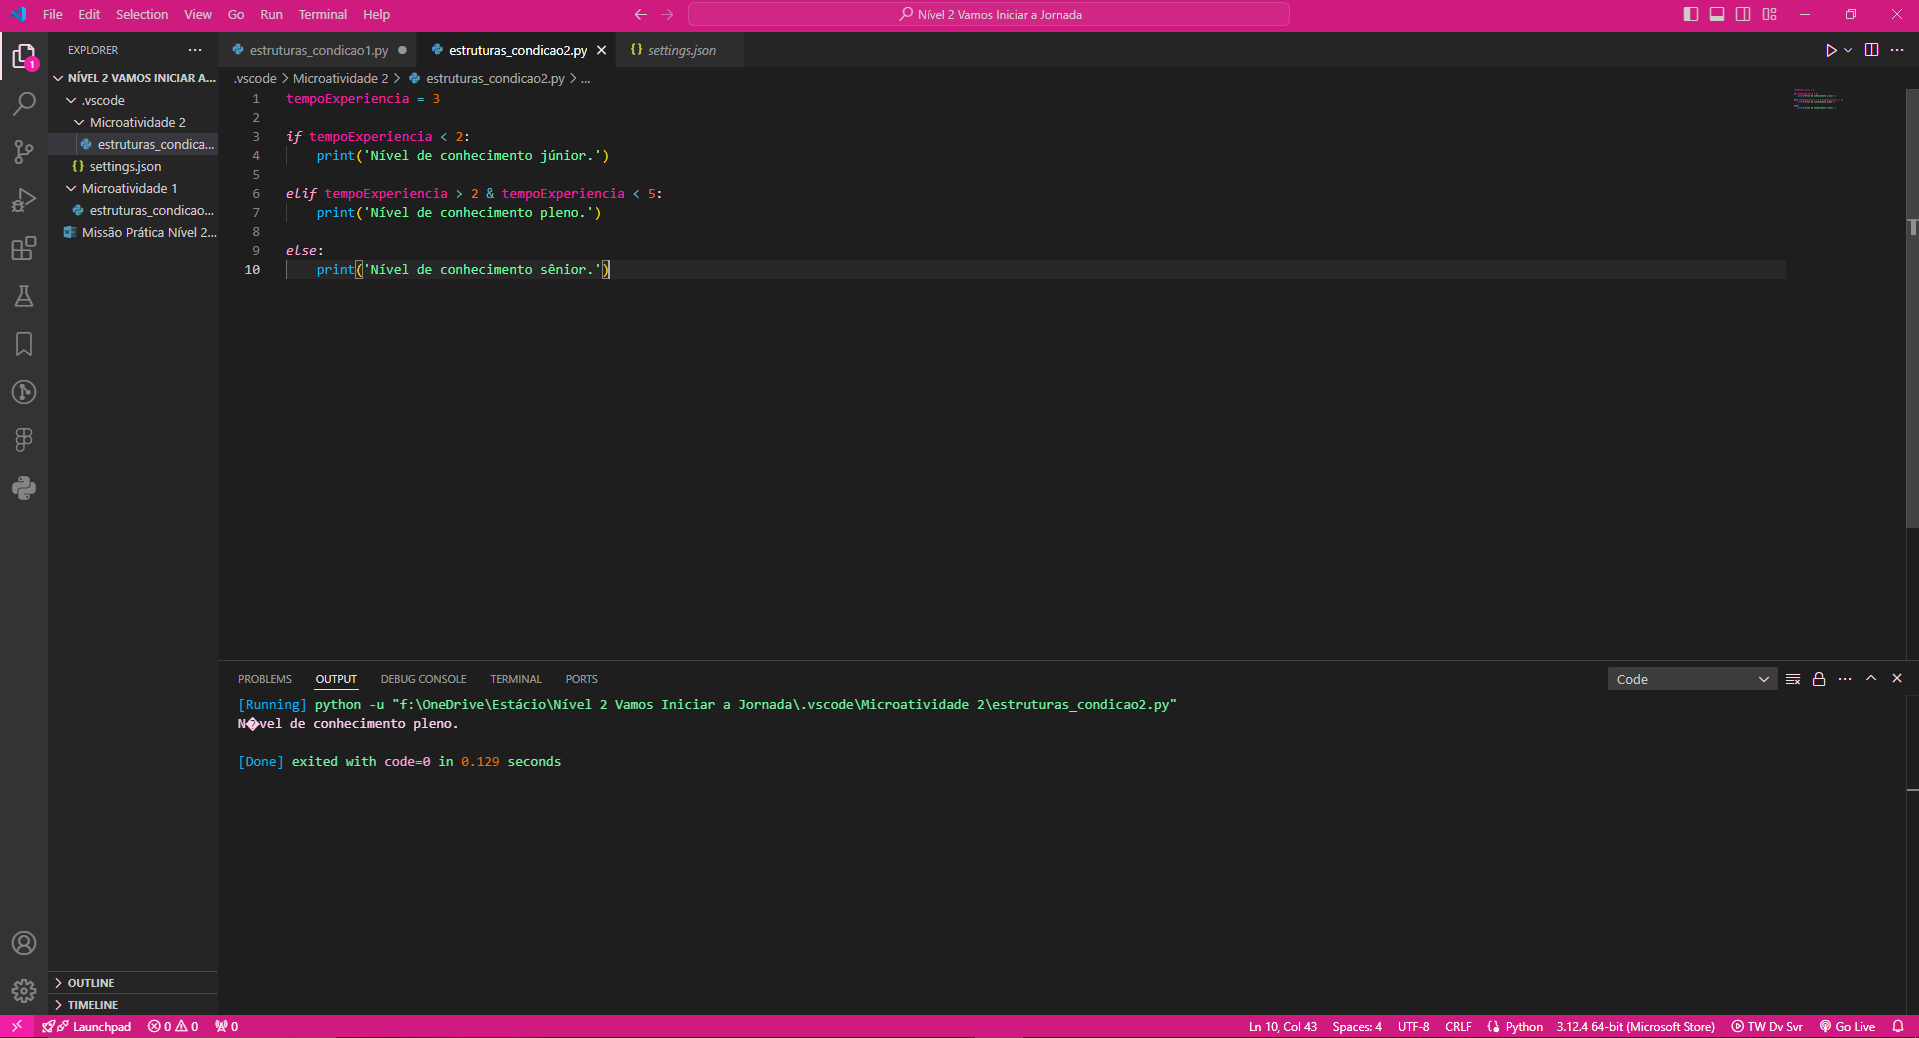 File Edit Selection View Go Run Terminal Help
Nível 2 Vamos Iniciar a Jornada
EXPLORER
NÍVEL 2 VAMOS INICIAR A...
.vscode
Microatividade 2
estruturas_condica...
settings.json
Microatividade 1
estruturas_condicao...
Missão Prática Nível 2...
OUTLINE
TIMELINE
1
estruturas_condicao1.py
estruturas_condicao2.py
settings.json
.vscode > Microatividade 2 > estruturas_condicao2.py > ...
1 tempoExperiencia = 3
2
3 if tempoExperiencia < 2:
4 print('Nível de conhecimento júnior.')
5
6 elif tempoExperiencia > 2 & tempoExperiencia < 5:
7 print('Nível de conhecimento pleno.')
8
9 else:
10 print('Nível de conhecimento sênior.')
PROBLEMS OUTPUT DEBUG CONSOLE TERMINAL PORTS
Code
[Running] python -u "f:\OneDrive\Estácio\Nível 2 Vamos Iniciar a Jornada\.vscode\Microatividade 2\estruturas_condicao2.py"
N�vel de conhecimento pleno.
[Done] exited with code=0 in 0.129 seconds
Launchpad 0 0 0
Ln 10, Col 43 Spaces: 4 UTF-8 CRLF Python 3.12.4 64-bit (Microsoft Store) TW Dv Svr Go Live